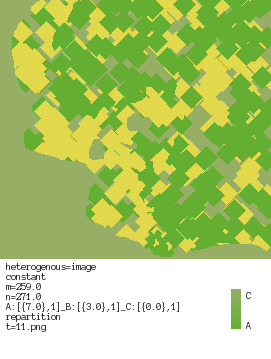 heterogenous=image
constant
m=259.0
n=271.0
A:[{7.0},1]_B:[{3.0},1]_C:[{0.0},1]
repartition
t=11.png
C
A